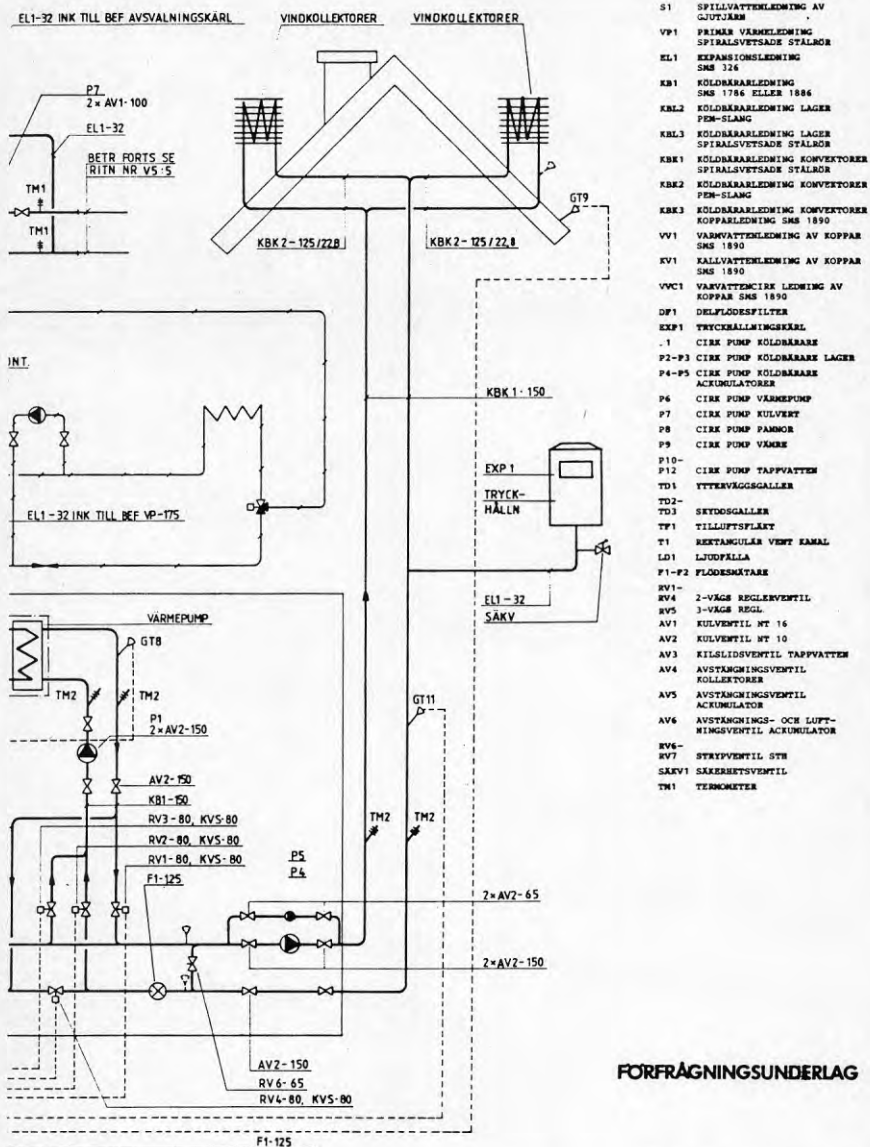 EL1-32 INK TILL BEF AVSVALNINGSKÄRL
VINDKOLLEKTORER
VINDKOLLEKTORER
P7
2× AV1-100
EL1-32
BETR FORTS SE
RITN NR V5:5
TM1
TM1
GT9
KBK2-125/22,8
KBK2-125/22,8
INT.
KBK1-150
EXP 1
TRYCK-
HÅLLN
EL1-32 INK TILL BEF VP-175
EL1-32
SÄKV
VÄRMEPUMP
GT8
TM2
TM2
GT11
P1
2×AV2-150
AV2-150
KB1-150
RV3-80, KVS-80
RV2-80, KVS-80
RV1-80, KVS-80
F1-125
TM2
TM2
P5
P4
2×AV2-65
2×AV2-150
AV2-150
RV6-65
RV4-80, KVS-80
F1-125
S1 SPILLVATTENLEDNING AV
GJUTJÄRN
VP1 PRIMÄR VÄRMELEDNING
SPIRALSVETSADE STÅLRÖR
EL1 EXPANSIONSLEDNING
SMS 326
KB1 KÖLDBÄRARLEDNING
SMS 1786 ELLER 1886
KBL2 KÖLDBÄRARLEDNING LAGER
PEM-SLANG
KBL3 KÖLDBÄRARLEDNING LAGER
SPIRALSVETSADE STÅLRÖR
KBK1 KÖLDBÄRARLEDNING KONVEKTORER
SPIRALSVETSADE STÅLRÖR
KBK2 KÖLDBÄRARLEDNING KONVEKTORER
PEM-SLANG
KBK3 KÖLDBÄRARLEDNING KONVEKTORER
KOPPARLEDNING SMS 1890
VV1 VARMVATTENLEDNING AV KOPPAR
SMS 1890
KV1 KALLVATTENLEDNING AV KOPPAR
SMS 1890
VVC1 VARVATTENCIRK LEDNING AV
KOPPAR SMS 1890
DF1 DELFLÖDESFILTER
EXP1 TRYCKHÅLLNINGSKÄRL
.1 CIRK PUMP KÖLDBÄRARE
P2-P3 CIRK PUMP KÖLDBÄRARE LAGER
P4-P5 CIRK PUMP KÖLDBÄRARE
ACKUMULATORER
P6 CIRK PUMP VÄRMEPUMP
P7 CIRK PUMP KULVERT
P8 CIRK PUMP PANNOR
P9 CIRK PUMP VÄMRE
P10-
P12 CIRK PUMP TAPPVATTEN
TD1 YTTERVÄGGSGALLER
TD2-
TD3 SKYDDSGALLER
TF1 TILLUFTSFLÄKT
T1 REKTANGULÄR VENT KANAL
LD1 LJUDFÄLLA
F1-F2 FLÖDESMÄTARE
RV1-
RV4 2-VÄGS REGLERVENTIL
RV5 3-VÄGS REGL.
AV1 KULVENTIL NT 16
AV2 KULVENTIL NT 10
AV3 KILSLIDSVENTIL TAPPVATTEN
AV4 AVSTÄNGNINGSVENTIL
KOLLEKTORER
AV5 AVSTÄNGNINGSVENTIL
ACKUMULATOR
AV6 AVSTÄNGNINGS- OCH LUFT-
NINGSVENTIL ACKUMULATOR
RV6-
RV7 STRYPVENTIL STH
SÄKV1 SÄKERHETSVENTIL
TM1 TERMOMETER
FÖRFRÅGNINGSUNDERLAG